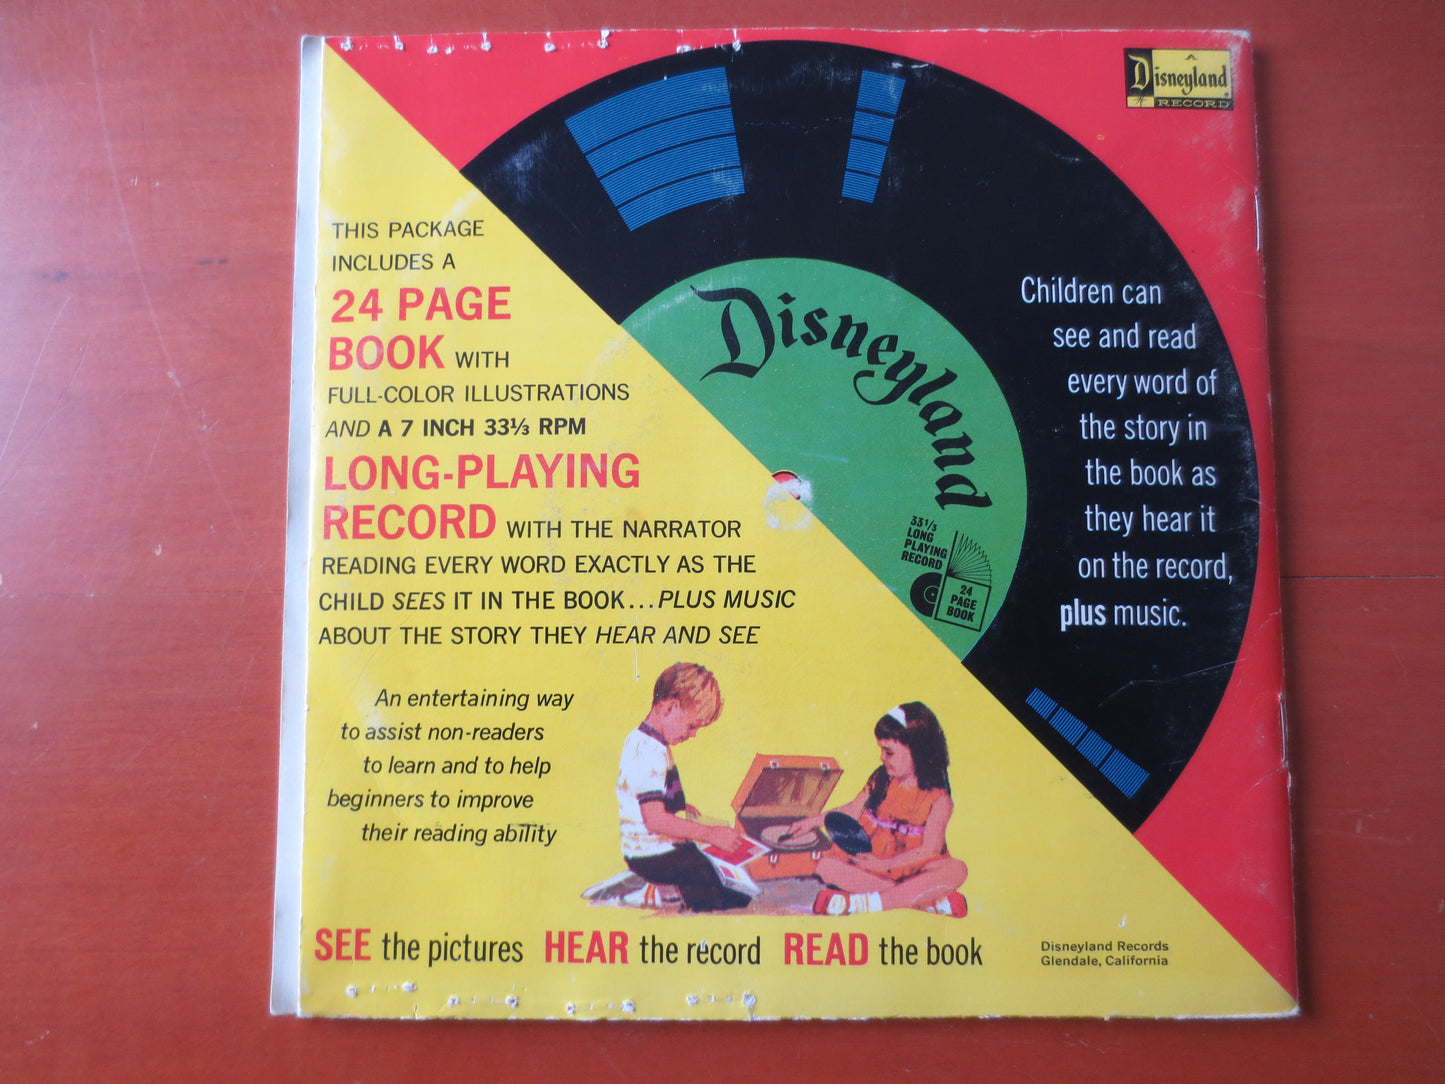 A
Disneyland
RECORD
THIS PACKAGE
INCLUDES A
24 PAGE
BOOK WITH
FULL-COLOR ILLUSTRATIONS
AND A 7 INCH 33⅓ RPM
LONG-PLAYING
RECORD WITH THE NARRATOR
READING EVERY WORD EXACTLY AS THE
CHILD SEES IT IN THE BOOK...PLUS MUSIC
ABOUT THE STORY THEY HEAR AND SEE
Disneyland
33 1/3
LONG
PLAYING
RECORD
24
PAGE
BOOK
Children can
see and read
every word of
the story in
the book as
they hear it
on the record,
plus music.
An entertaining way
to assist non-readers
to learn and to help
beginners to improve
their reading ability
SEE the pictures HEAR the record READ the book
Disneyland Records
Glendale, California